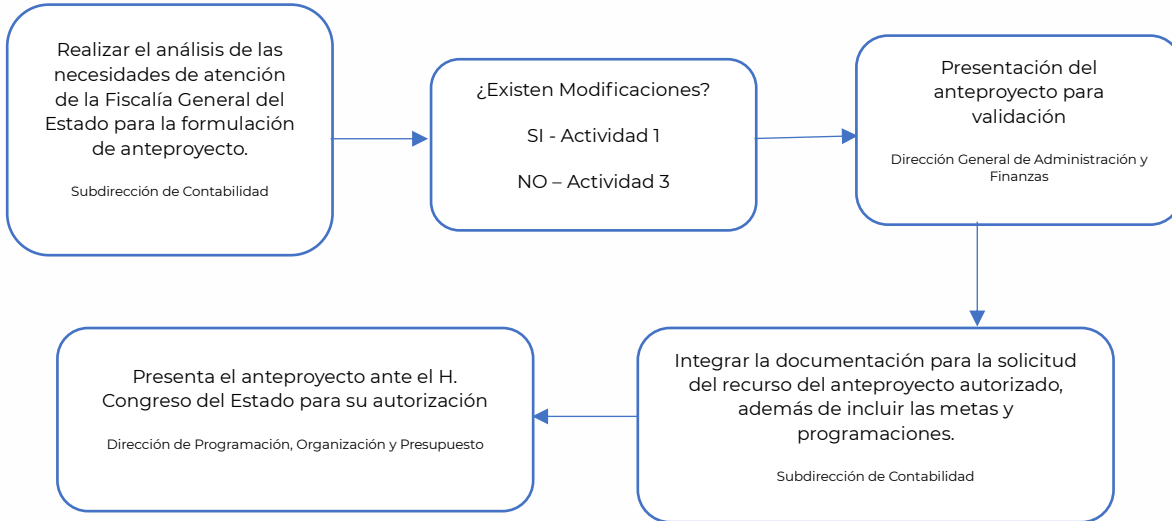 Realizar el análisis de las
necesidades de atención
de la Fiscalía General del
Estado para la formulación
de anteproyecto.
Subdirección de Contabilidad
¿Existen Modificaciones?
SI - Actividad 1
NO – Actividad 3
Presentación del
anteproyecto para
validación
Dirección General de Administración y
Finanzas
Integrar la documentación para la solicitud
del recurso del anteproyecto autorizado,
además de incluir las metas y
programaciones.
Subdirección de Contabilidad
Presenta el anteproyecto ante el H.
Congreso del Estado para su autorización
Dirección de Programación, Organización y Presupuesto